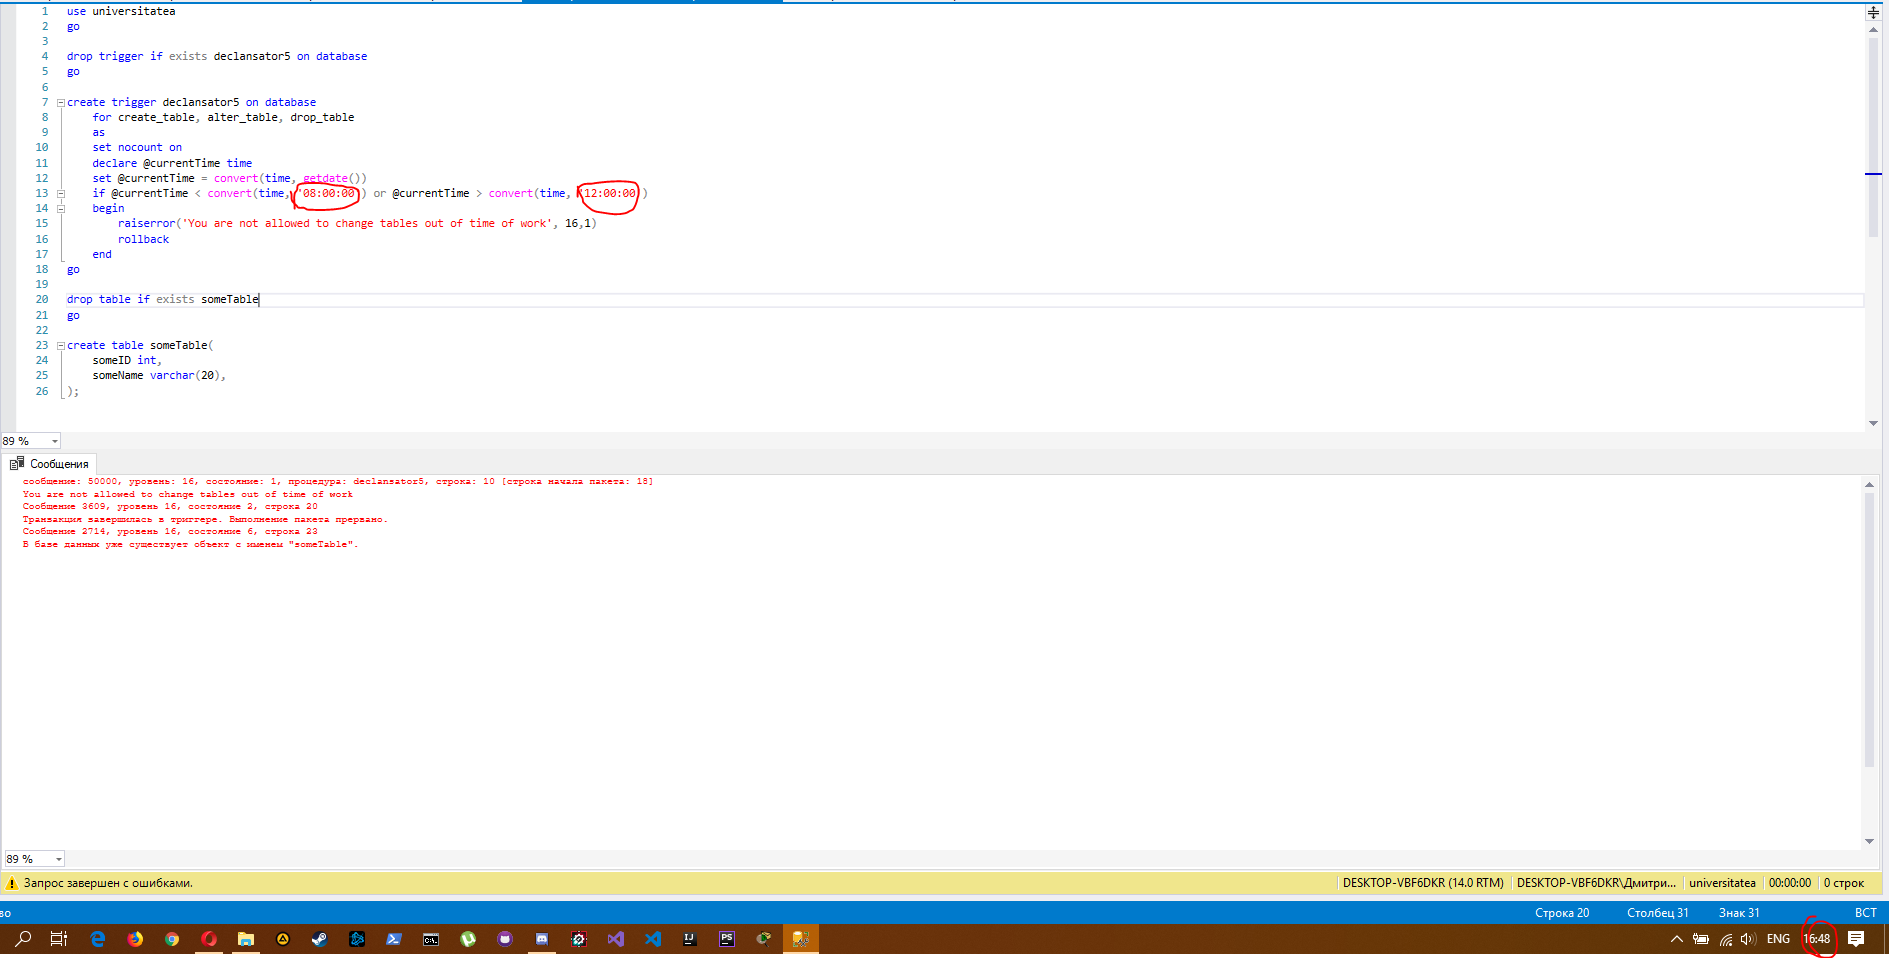 1 use universitatea
2 go
3
4 drop trigger if exists declansator5 on database
5 go
6
7 create trigger declansator5 on database
8 for create_table, alter_table, drop_table
9 as
10 set nocount on
11 declare @currentTime time
12 set @currentTime = convert(time, getdate())
13 if @currentTime < convert(time, '08:00:00') or @currentTime > convert(time, '12:00:00')
14 begin
15 raiserror('You are not allowed to change tables out of time of work', 16,1)
16 rollback
17 end
18 go
19
20 drop table if exists someTable
21 go
22
23 create table someTable(
24 someID int,
25 someName varchar(20),
26 );
89 %
Сообщения
сообщение: 50000, уровень: 16, состояние: 1, процедура: declansator5, строка: 10 [строка начала пакета: 18]
You are not allowed to change tables out of time of work
Сообщение 3609, уровень 16, состояние 2, строка 20
Транзакция завершилась в триггере. Выполнение пакета прервано.
Сообщение 2714, уровень 16, состояние 6, строка 23
В базе данных уже существует объект с именем "someTable".
89 %
Запрос завершен с ошибками. DESKTOP-VBF6DKR (14.0 RTM) DESKTOP-VBF6DKR\Дмитри... universitatea 00:00:00 0 строк
во Строка 20 Столбец 31 Знак 31 ВСТ
C:\ IJ PS ENG 16:48